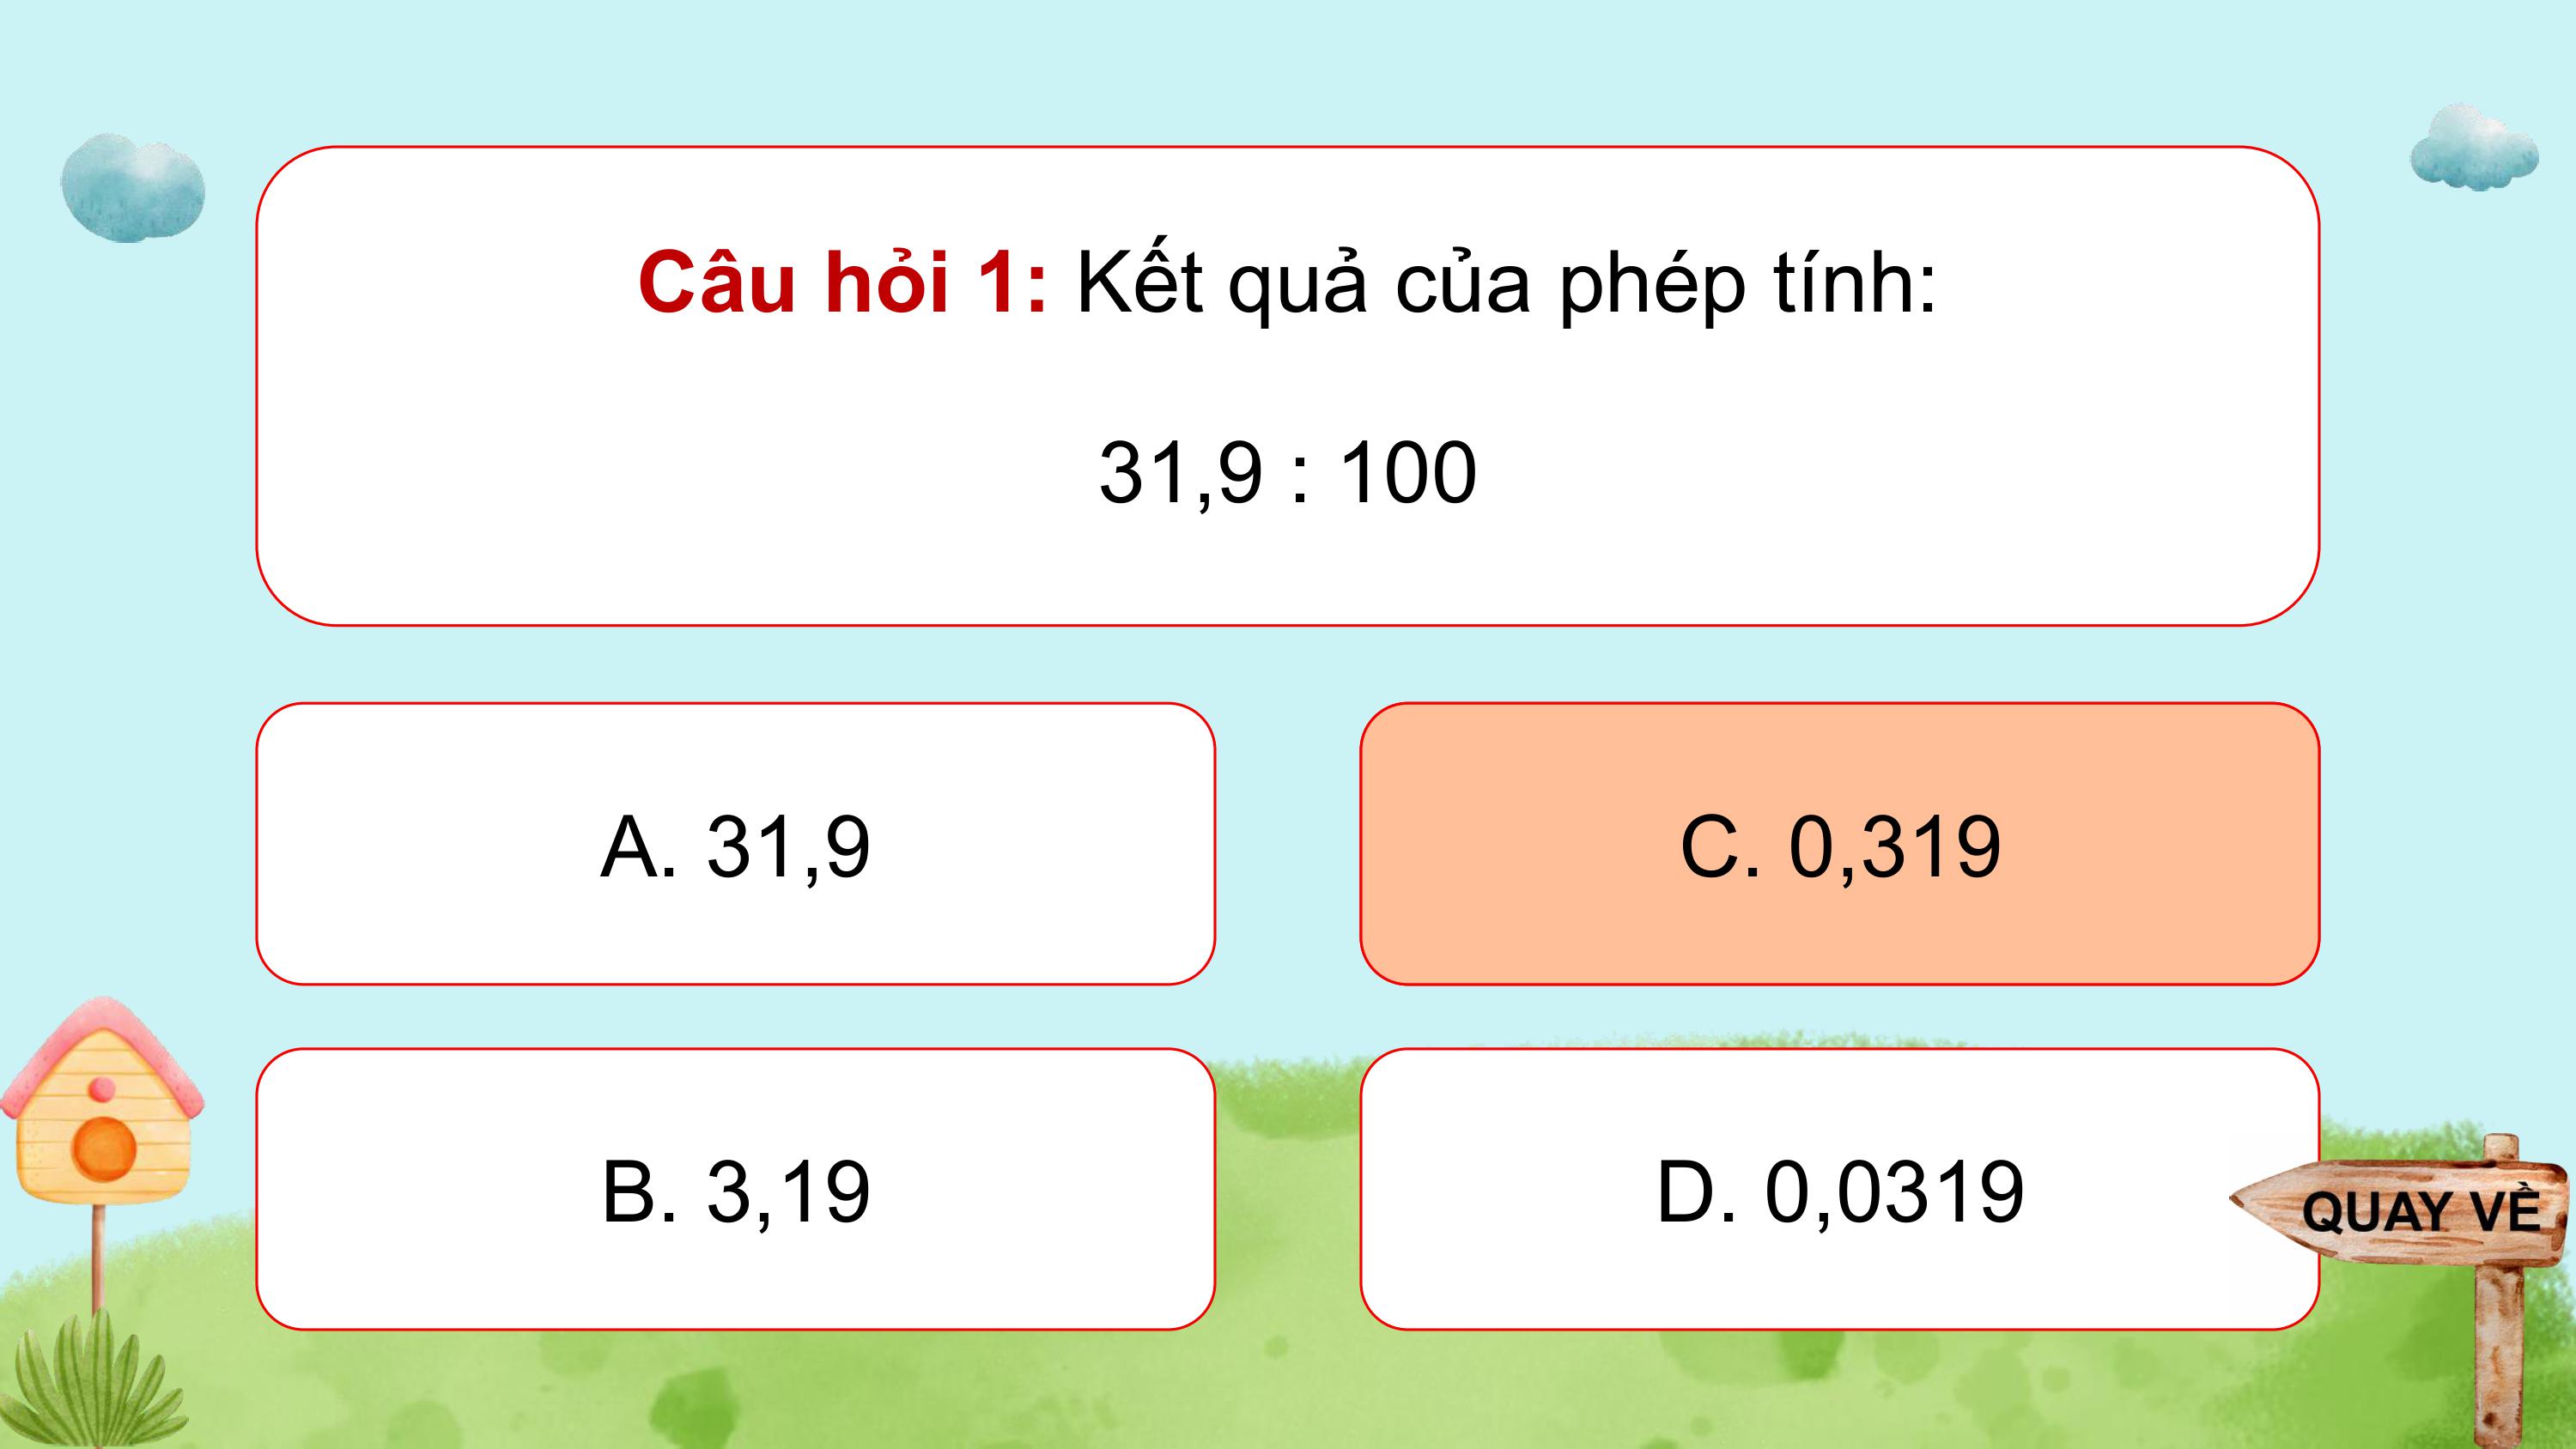 Câu hỏi 1: Kết quả của phép tính:
31,9 : 100
A. 31,9
C. 0,319
B. 3,19
D. 0,0319
QUAY VỀ